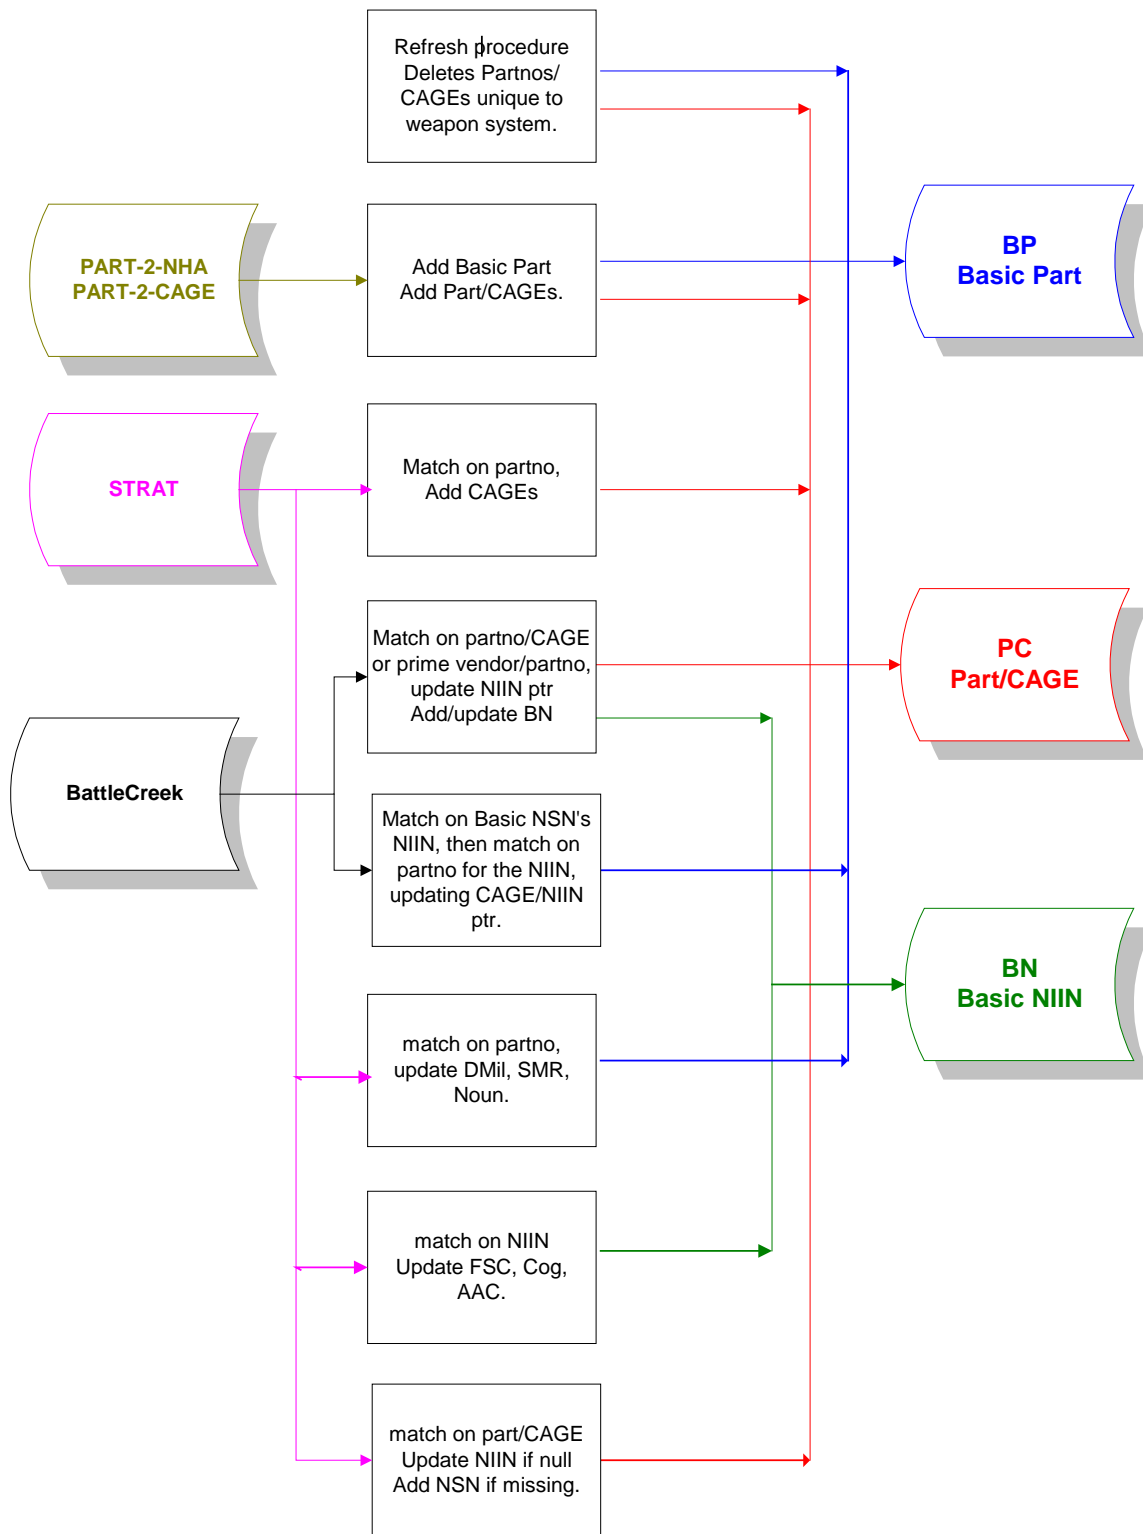 Refresh procedure
Deletes Partnos/
CAGEs unique to
weapon system.
PART-2-NHA
PART-2-CAGE
Add Basic Part
Add Part/CAGEs.
BP
Basic Part
STRAT
Match on partno,
Add CAGEs
Match on partno/CAGE
or prime vendor/partno,
update NIIN ptr
Add/update BN
PC
Part/CAGE
BattleCreek
Match on Basic NSN's
NIIN, then match on
partno for the NIIN,
updating CAGE/NIIN
ptr.
BN
Basic NIIN
match on partno,
update DMil, SMR,
Noun.
match on NIIN
Update FSC, Cog,
AAC.
match on part/CAGE
Update NIIN if null
Add NSN if missing.